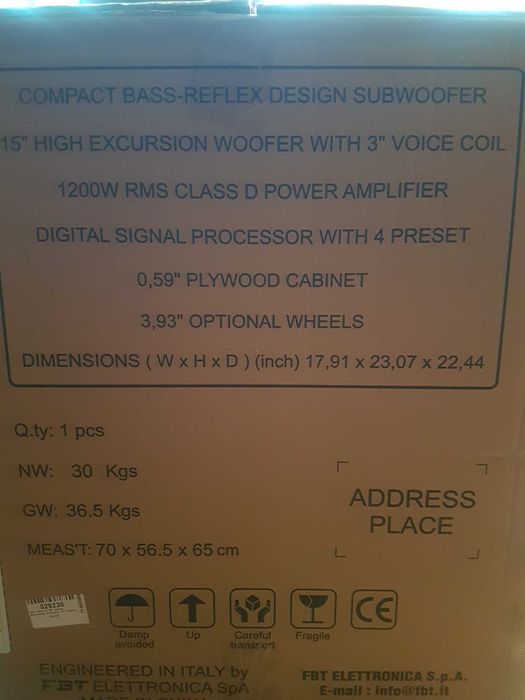 COMPACT BASS-REFLEX DESIGN SUBWOOFER
15" HIGH EXCURSION WOOFER WITH 3" VOICE COIL
1200W RMS CLASS D POWER AMPLIFIER
DIGITAL SIGNAL PROCESSOR WITH 4 PRESET
0,59" PLYWOOD CABINET
3,93" OPTIONAL WHEELS
DIMENSIONS ( W x H x D ) (inch) 17,91 x 23,07 x 22,44
Q.ty: 1 pcs
NW: 30 Kgs
GW: 36.5 Kgs
MEAS'T: 70 x 56.5 x 65 cm
ADDRESS
PLACE
529236
Damp
avoided
Up
Careful
transport
Fragile
CE
ENGINEERED IN ITALY by
FBT ELETTRONICA SpA
FBT ELETTRONICA S.p.A.
E-mail : info@fbt.it